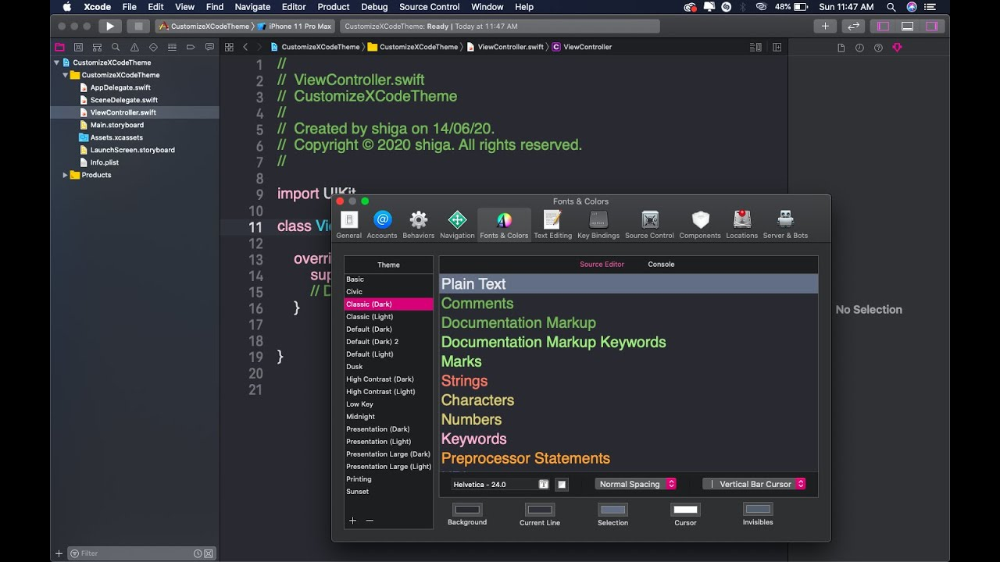 Xcode File Edit View Find Navigate Editor Product Debug Source Control Window Help 48% Sun 11:47 AM
CustomizeXCodeTheme iPhone 11 Pro Max CustomizeXCodeTheme: Ready | Today at 11:47 AM
CustomizeXCodeTheme CustomizeXCodeTheme ViewController.swift C ViewController
CustomizeXCodeTheme
CustomizeXCodeTheme
AppDelegate.swift
SceneDelegate.swift
ViewController.swift
Main.storyboard
Assets.xcassets
LaunchScreen.storyboard
Info.plist
Products
Filter
1 //
2 // ViewController.swift
3 // CustomizeXCodeTheme
4 //
5 // Created by shiga on 14/06/20.
6 // Copyright © 2020 shiga. All rights reserved.
7 //
8
9 import UIKit
10
11 class Vi
12
13 overri
14 sup
15 // D
16 }
17
18
19 }
20
21
No Selection
Fonts & Colors
General Accounts Behaviors Navigation Fonts & Colors Text Editing Key Bindings Source Control Components Locations Server & Bots
Theme
Basic
Civic
Classic (Dark)
Classic (Light)
Default (Dark)
Default (Dark) 2
Default (Light)
Dusk
High Contrast (Dark)
High Contrast (Light)
Low Key
Midnight
Presentation (Dark)
Presentation (Light)
Presentation Large (Dark)
Presentation Large (Light)
Printing
Sunset
Source Editor Console
Plain Text
Comments
Documentation Markup
Documentation Markup Keywords
Marks
Strings
Characters
Numbers
Keywords
Preprocessor Statements
Helvetica - 24.0 T Normal Spacing Vertical Bar Cursor
Background Current Line Selection Cursor Invisibles